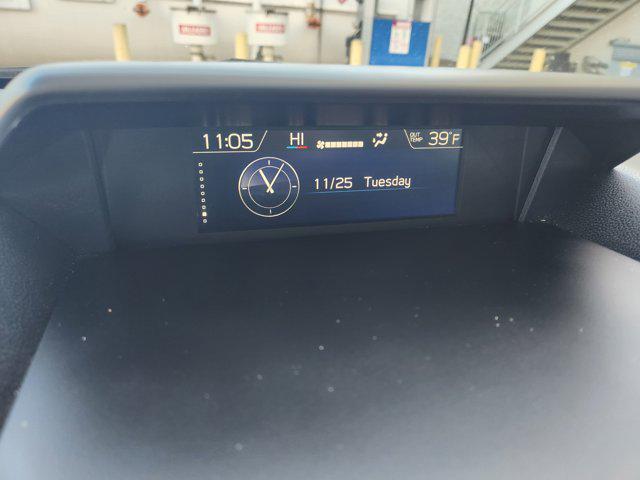 11:05 HI OUT TEMP 39°F
11/25 Tuesday